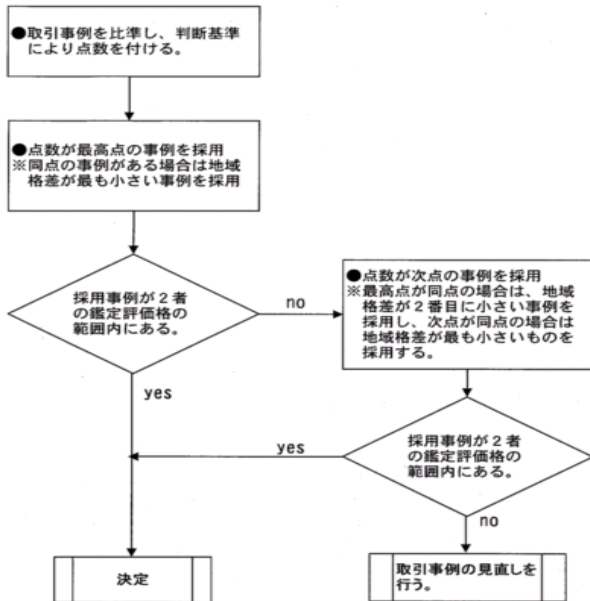 ●取引事例を比準し、判断基準
により点数を付ける。
●点数が最高点の事例を採用
※同点の事例がある場合は地域
格差が最も小さい事例を採用
採用事例が２者
の鑑定評価格の
範囲内にある。
no
yes
●点数が次点の事例を採用
※最高点が同点の場合は、地域
格差が２番目に小さい事例を
採用し、次点が同点の場合は
地域格差が最も小さいものを
採用する。
採用事例が２者
の鑑定評価格の
範囲内にある。
yes
no
決定
取引事例の見直しを
行う。